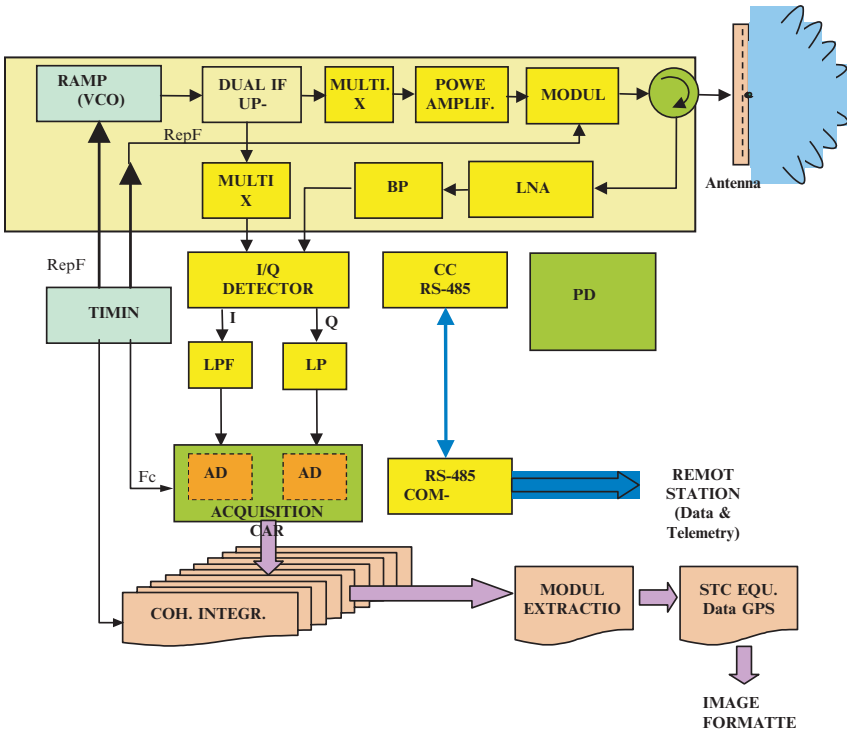 RAMP
(VCO)
DUAL IF
UP-
MULTI.
X
POWE
AMPLIF.
MODUL
RepF
MULTI
X
BP
LNA
Antenna
RepF
I/Q
DETECTOR
CC
RS-485
PD
TIMIN
I
Q
LPF
LP
Fc
AD
AD
ACQUISITION
CAR
RS-485
COM-
REMOT
STATION
(Data &
Telemetry)
COH. INTEGR.
MODUL
EXTRACTIO
STC EQU.
Data GPS
IMAGE
FORMATTE